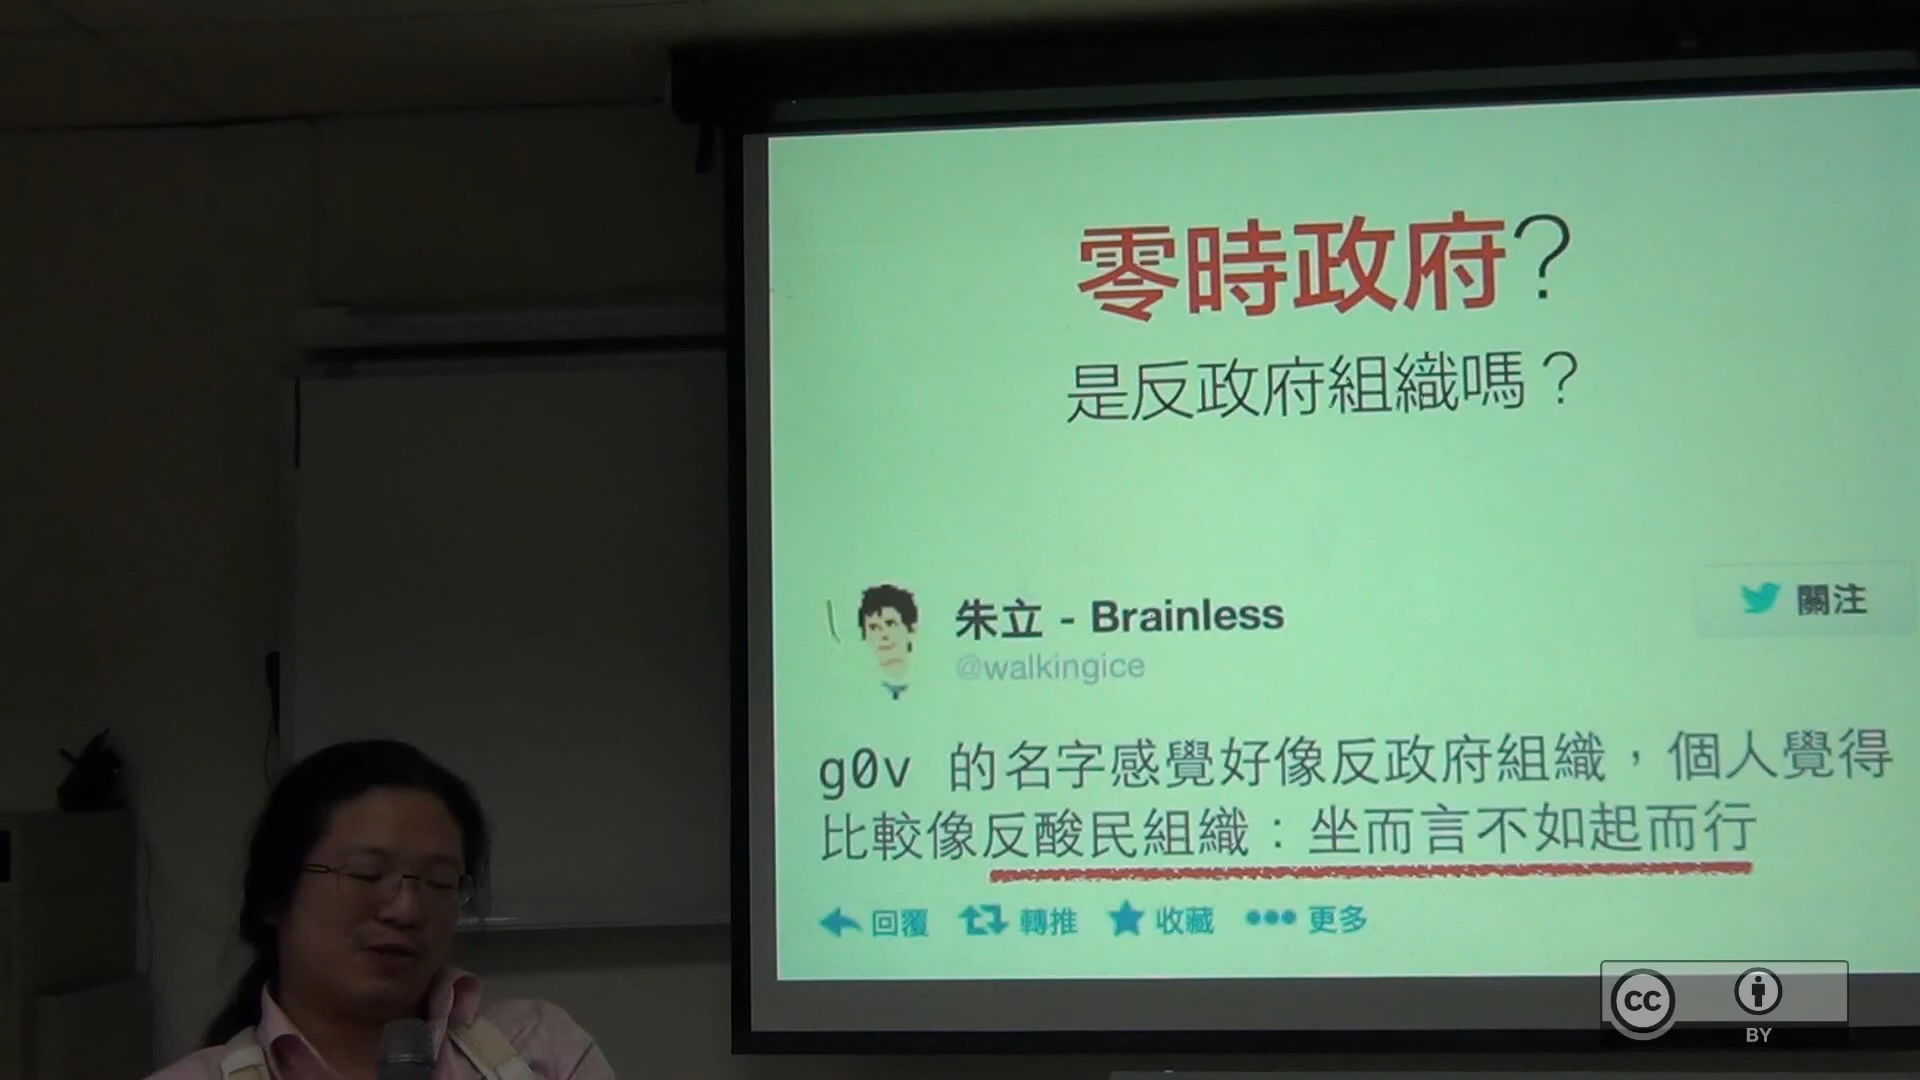 零時政府?
是反政府組織嗎？
朱立 - Brainless
@walkingice
關注
g0v 的名字感覺好像反政府組織，個人覺得
比較像反酸民組織：坐而言不如起而行
回覆 轉推 收藏 更多
cc
BY